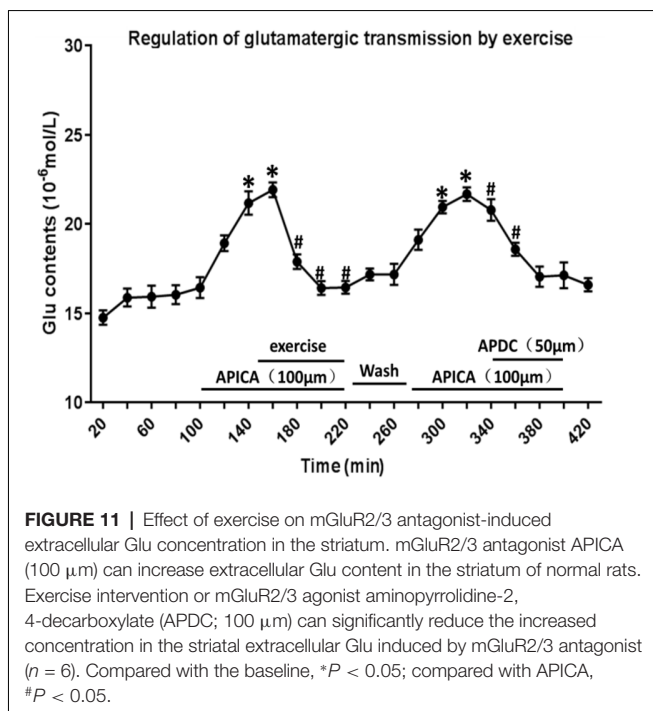 Regulation of glutamatergic transmission by exercise
Glu contents (10⁻⁶mol/L)
30
25
20
15
10
* * # # # * * # #
exercise
APICA（100μm）
Wash
APDC（50μm）
APICA（100μm）
20 60 100 140 180 220 260 300 340 380 420
Time (min)
FIGURE 11 | Effect of exercise on mGluR2/3 antagonist-induced
extracellular Glu concentration in the striatum. mGluR2/3 antagonist APICA
(100 μm) can increase extracellular Glu content in the striatum of normal rats.
Exercise intervention or mGluR2/3 agonist aminopyrrolidine-2,
4-decarboxylate (APDC; 100 μm) can significantly reduce the increased
concentration in the striatal extracellular Glu induced by mGluR2/3 antagonist
(n = 6). Compared with the baseline, *P < 0.05; compared with APICA,
#P < 0.05.